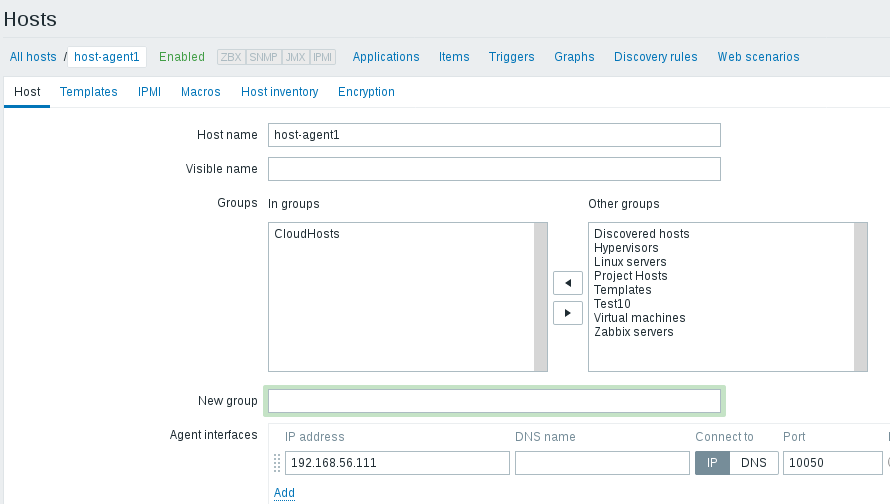 Hosts
All hosts / host-agent1 Enabled ZBX SNMP JMX IPMI Applications Items Triggers Graphs Discovery rules Web scenarios
Host Templates IPMI Macros Host inventory Encryption
Host name host-agent1
Visible name
Groups In groups Other groups
CloudHosts Discovered hosts
Hypervisors
Linux servers
Project Hosts
Templates
Test10
Virtual machines
Zabbix servers
New group
Agent interfaces IP address DNS name Connect to Port
192.168.56.111 IP DNS 10050
Add